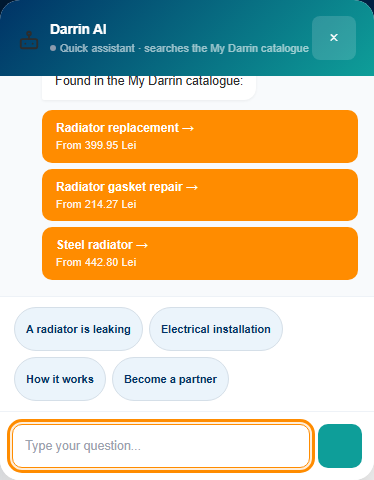 Darrin AI
Quick assistant · searches the My Darrin catalogue
×
Found in the My Darrin catalogue:
Radiator replacement →
From 399.95 Lei
Radiator gasket repair →
From 214.27 Lei
Steel radiator →
From 442.80 Lei
A radiator is leaking
Electrical installation
How it works
Become a partner
Type your question...